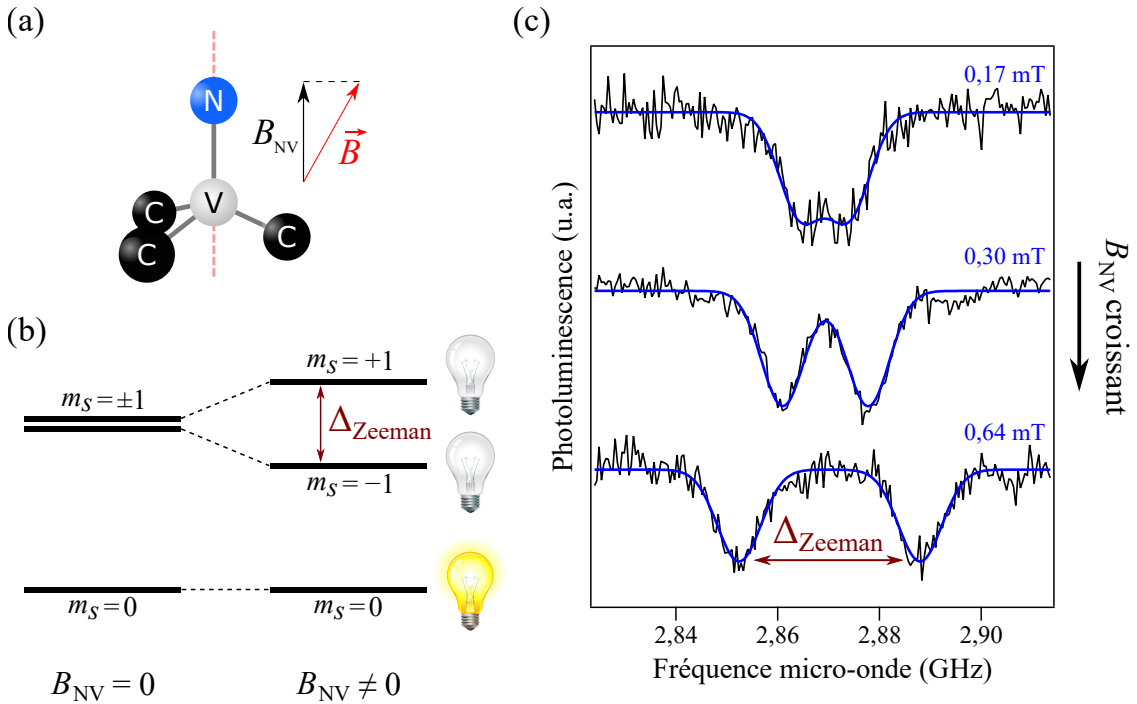 (a)
N
B_NV
B⃗
V
C
C
C
(b)
m_S = ±1
m_S = +1
Δ_Zeeman
m_S = −1
m_S = 0
m_S = 0
B_NV = 0
B_NV ≠ 0
(c)
Photoluminescence (u.a.)
0,17 mT
0,30 mT
0,64 mT
Δ_Zeeman
2,84
2,86
2,88
2,90
Fréquence micro-onde (GHz)
B_NV croissant